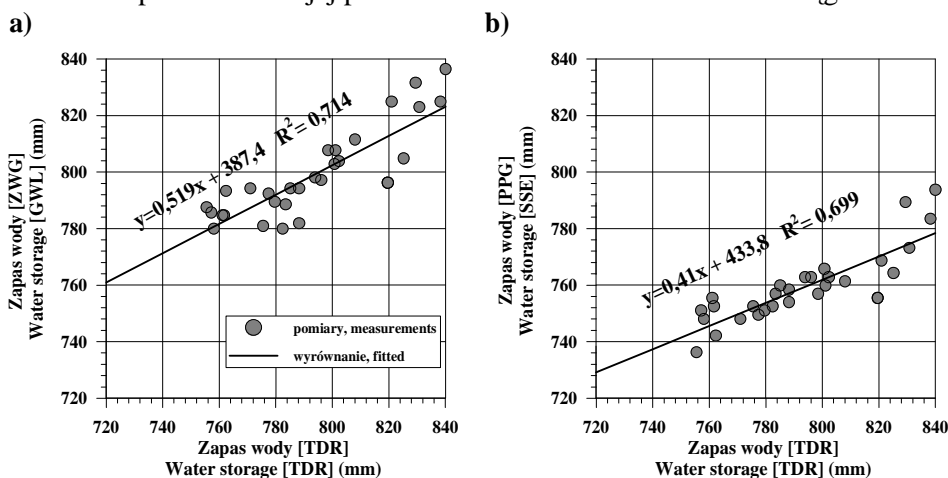 a)
840
820
800
780
760
740
720
Zapas wody [ZWG]
Water storage [GWL] (mm)
y=0,519x + 387,4 R²= 0,714
pomiary, measurements
wyrównanie, fitted
720 740 760 780 800 820 840
Zapas wody [TDR]
Water storage [TDR] (mm)
b)
840
820
800
780
760
740
720
Zapas wody [PPG]
Water storage [SSE] (mm)
y=0,41x + 433,8 R²= 0,699
720 740 760 780 800 820 840
Zapas wody [TDR]
Water storage [TDR] (mm)